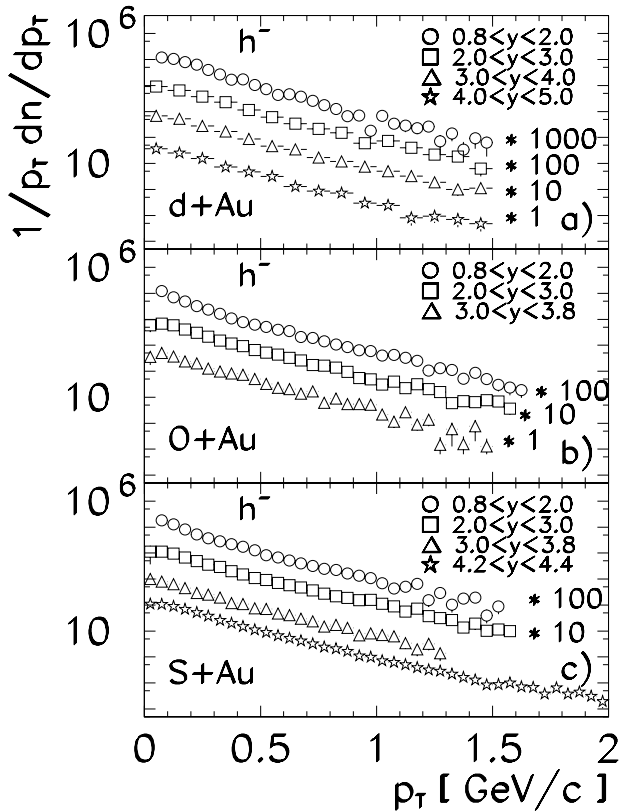 1/p_T dn/dp_T
10^6
10
h^-
○ 0.8<y<2.0
□ 2.0<y<3.0
△ 3.0<y<4.0
☆ 4.0<y<5.0
* 1000
* 100
* 10
* 1
d+Au
a)
10^6
10
h^-
○ 0.8<y<2.0
□ 2.0<y<3.0
△ 3.0<y<3.8
* 100
* 10
* 1
O+Au
b)
10^6
10
h^-
○ 0.8<y<2.0
□ 2.0<y<3.0
△ 3.0<y<3.8
☆ 4.2<y<4.4
* 100
* 10
S+Au
c)
0 0.5 1 1.5 2
p_T [ GeV/c ]